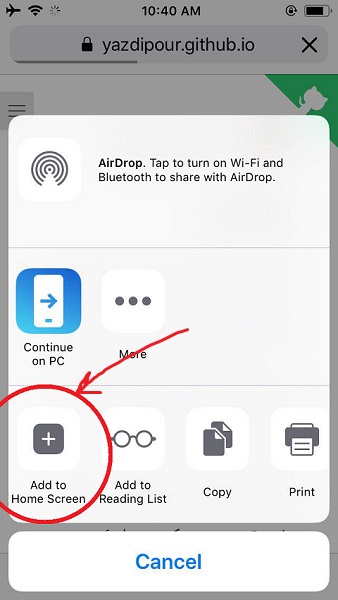 10:40 AM
yazdipour.github.io
AirDrop. Tap to turn on Wi-Fi and
Bluetooth to share with AirDrop.
Continue
on PC
More
Add to
Home Screen
Add to
Reading List
Copy
Print
Cancel